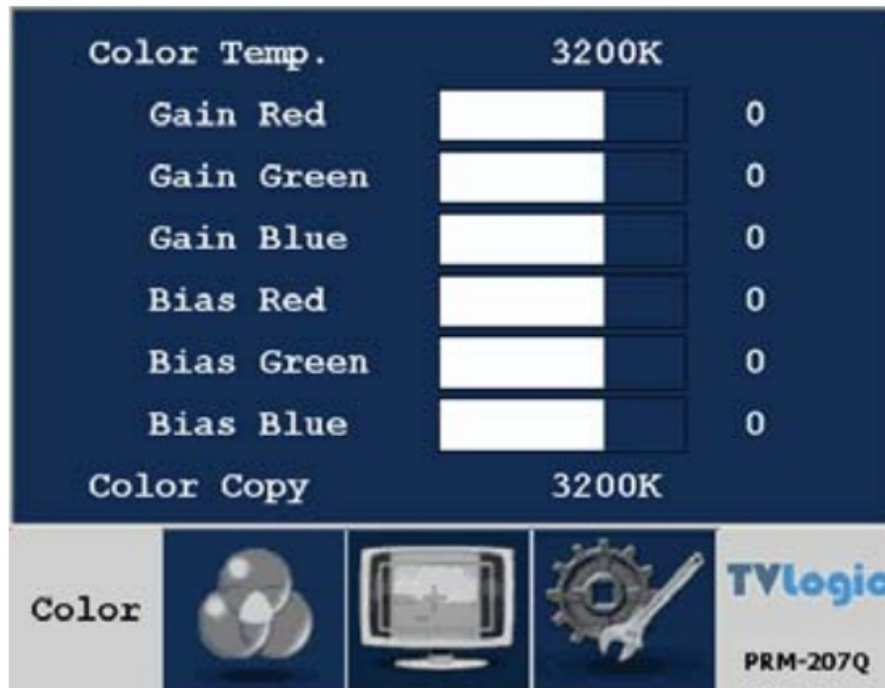 Color Temp. 3200K
Gain Red 0
Gain Green 0
Gain Blue 0
Bias Red 0
Bias Green 0
Bias Blue 0
Color Copy 3200K
Color
TVlogic
PRM-207Q